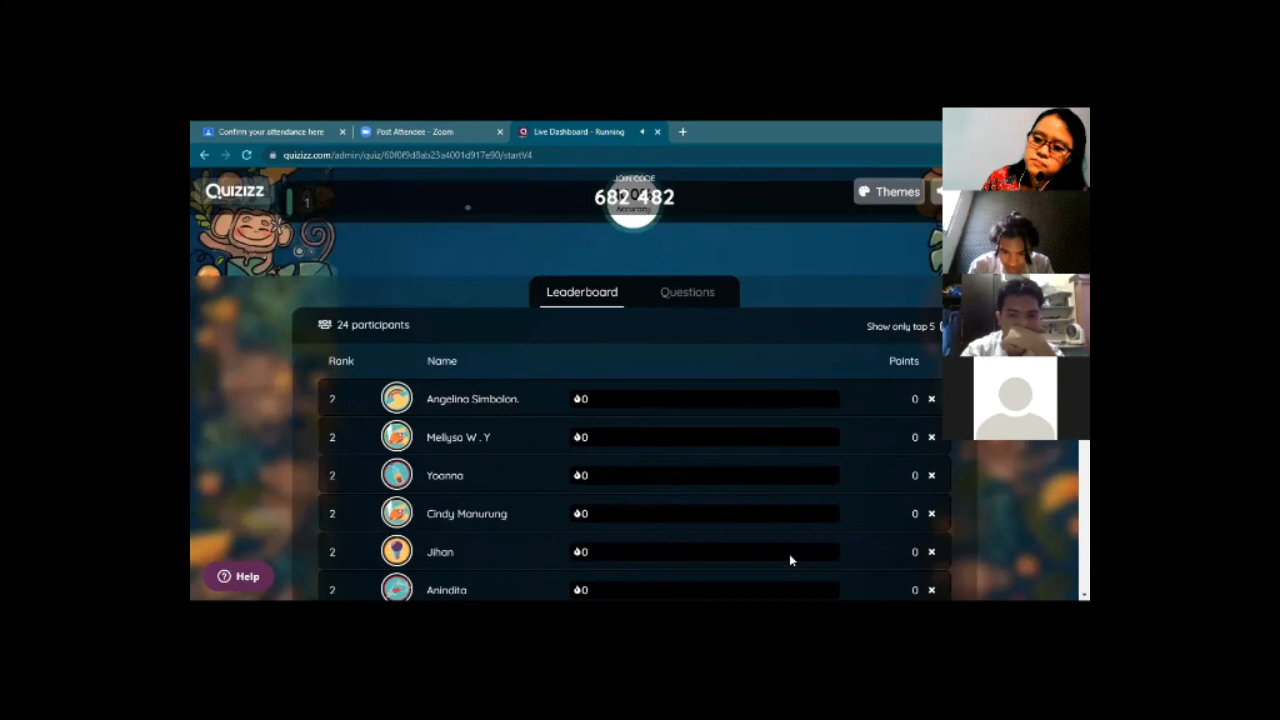 Confirm your attendance here
Post Attendee - Zoom
Live Dashboard - Running
quizizz.com/admin/quiz/60f0f9d8ab23a4001d917e90/startV4
Quizizz
1
JOIN CODE
682 482
Accuracy
Themes
Leaderboard
Questions
24 participants
Show only top 5
Rank Name Points
2 Angelina Simbolon. 0 0
2 Mellysa W . Y 0 0
2 Yoanna 0 0
2 Cindy Manurung 0 0
2 Jihan 0 0
2 Anindita 0 0
Help